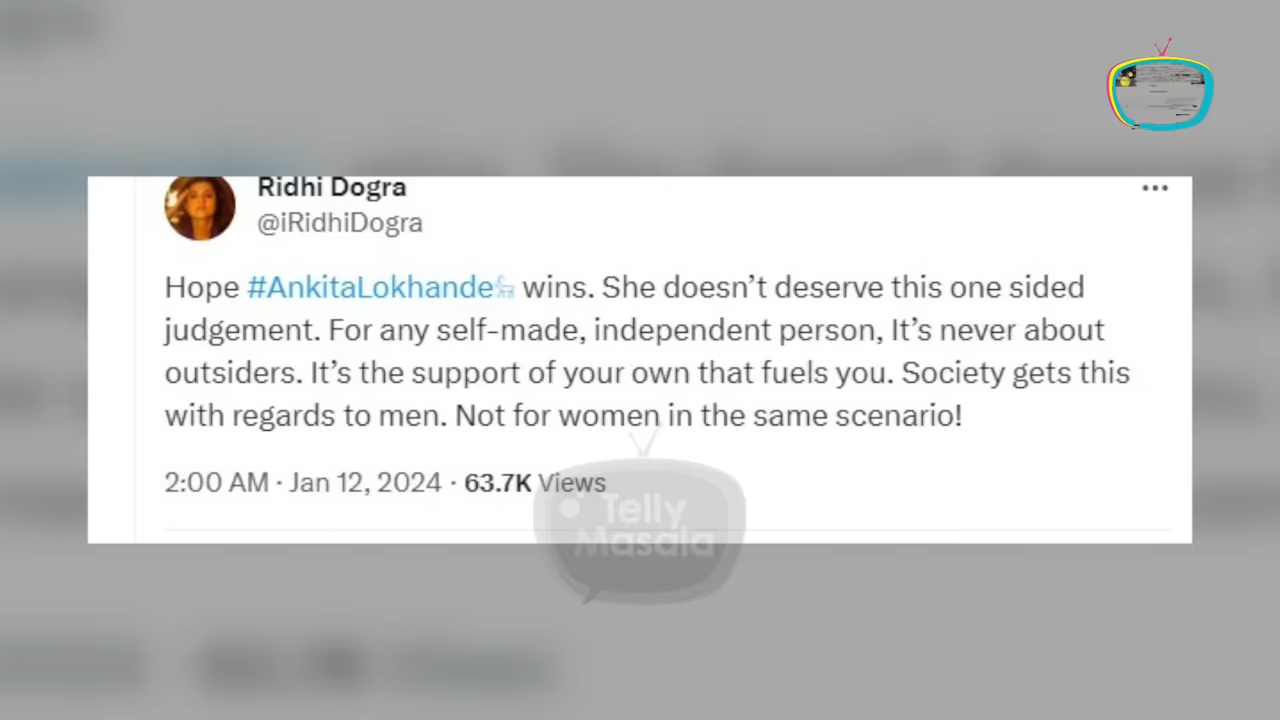 Ridhi Dogra
@iRidhiDogra
Hope #AnkitaLokhande wins. She doesn’t deserve this one sided
judgement. For any self-made, independent person, It’s never about
outsiders. It’s the support of your own that fuels you. Society gets this
with regards to men. Not for women in the same scenario!
2:00 AM · Jan 12, 2024 · 63.7K Views
Telly
Masala